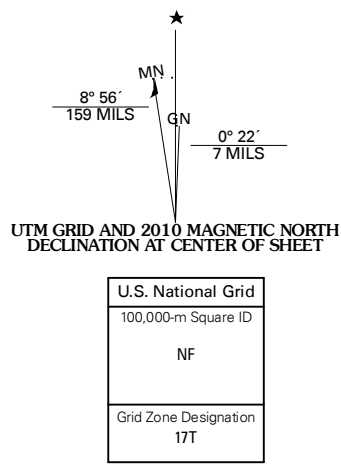 ★
MN
8° 56´
159 MILS
GN
0° 22´
7 MILS
UTM GRID AND 2010 MAGNETIC NORTH
DECLINATION AT CENTER OF SHEET
U.S. National Grid
100,000-m Square ID
NF
Grid Zone Designation
17T